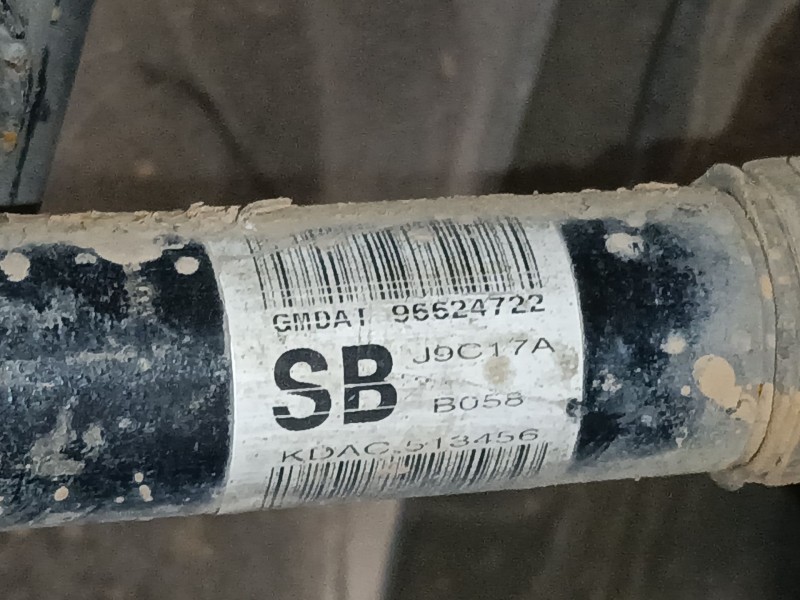 GMDAT 96624722
SB J9C17A
B058
KDAC.513456